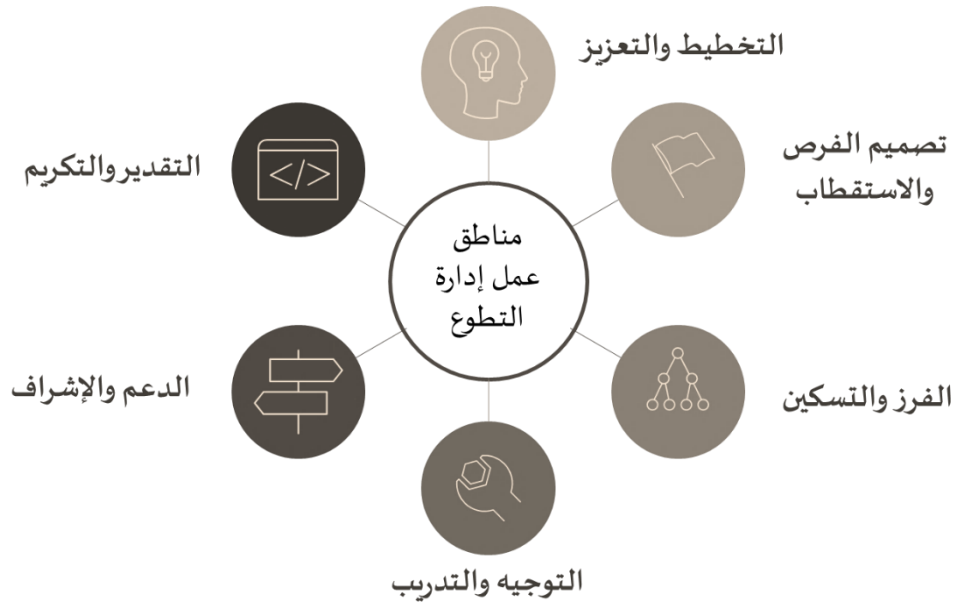 مناطق
عمل إدارة
التطوع
التخطيط والتعزيز
تصميم الفرص
والاستقطاب
الفرز والتسكين
التوجيه والتدريب
الدعم والإشراف
التقدير والتكريم